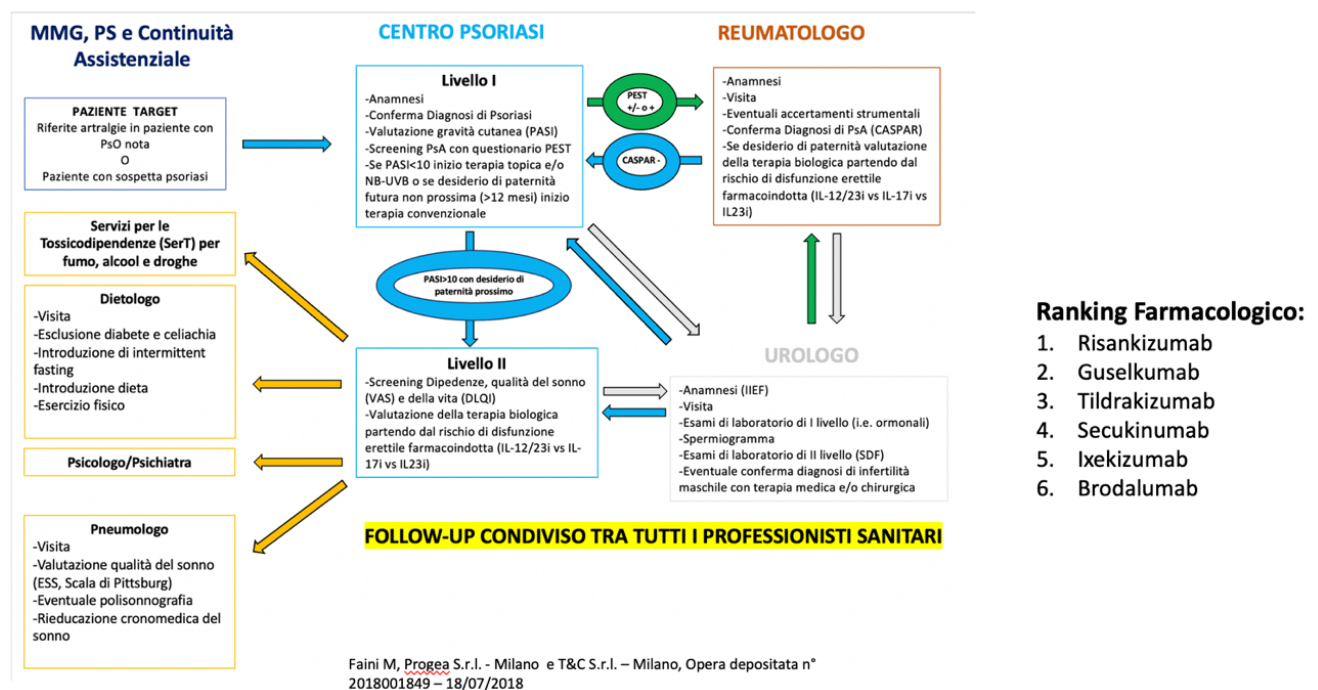 MMG, PS e Continuità
Assistenziale
PAZIENTE TARGET
Riferite artralgie in paziente con
PsO nota
O
Paziente con sospetta psoriasi
Servizi per le
Tossicodipendenze (SerT) per
fumo, alcool e droghe
Dietologo
-Visita
-Esclusione diabete e celiachia
-Introduzione di intermittent
fasting
-Introduzione dieta
-Esercizio fisico
Psicologo/Psichiatra
Pneumologo
-Visita
-Valutazione qualità del sonno
(ESS, Scala di Pittsburg)
-Eventuale polisonnografia
-Rieducazione cronomedica del
sonno
CENTRO PSORIASI
Livello I
-Anamnesi
-Conferma Diagnosi di Psoriasi
-Valutazione gravità cutanea (PASI)
-Screening PsA con questionario PEST
-Se PASI<10 inizio terapia topica e/o
NB-UVB o se desiderio di paternità
futura non prossima (>12 mesi) inizio
terapia convenzionale
PASI>10 con desiderio di
paternità prossimo
Livello II
-Screening Dipedenze, qualità del sonno
(VAS) e della vita (DLQI)
-Valutazione della terapia biologica
partendo dal rischio di disfunzione
erettile farmacoindotta (IL-12/23i vs IL-
17i vs IL23i)
PEST
+/- o +
CASPAR -
REUMATOLOGO
-Anamnesi
-Visita
-Eventuali accertamenti strumentali
-Conferma Diagnosi di PsA (CASPAR)
-Se desiderio di paternità valutazione
della terapia biologica partendo dal
rischio di disfunzione erettile
farmacoindotta (IL-12/23i vs IL-17i vs
IL23i)
UROLOGO
-Anamnesi (IIEF)
-Visita
-Esami di laboratorio di I livello (i.e. ormonali)
-Spermiogramma
-Esami di laboratorio di II livello (SDF)
-Eventuale conferma diagnosi di infertilità
maschile con terapia medica e/o chirurgica
FOLLOW-UP CONDIVISO TRA TUTTI I PROFESSIONISTI SANITARI
Faini M, Progea S.r.l. - Milano e T&C S.r.l. – Milano, Opera depositata n°
2018001849 – 18/07/2018
Ranking Farmacologico:
1. Risankizumab
2. Guselkumab
3. Tildrakizumab
4. Secukinumab
5. Ixekizumab
6. Brodalumab